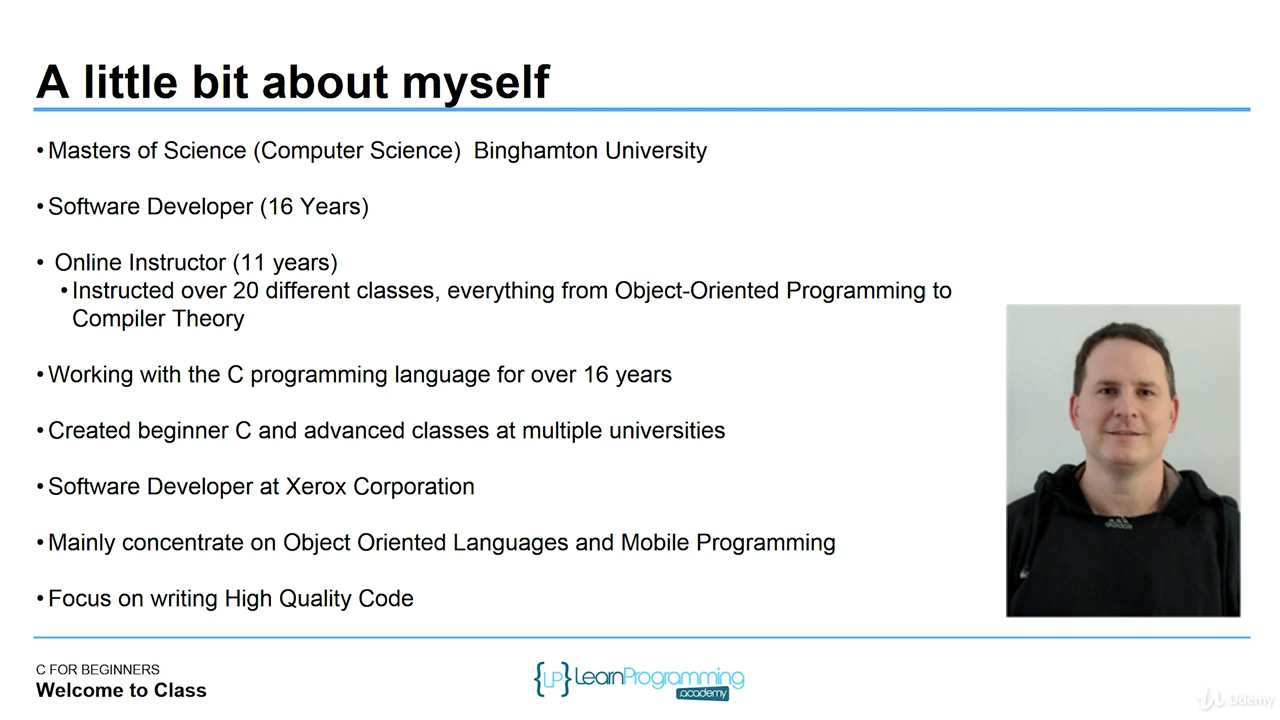 A little bit about myself
• Masters of Science (Computer Science)  Binghamton University
• Software Developer (16 Years)
• Online Instructor (11 years)
• Instructed over 20 different classes, everything from Object-Oriented Programming to
Compiler Theory
• Working with the C programming language for over 16 years
• Created beginner C and advanced classes at multiple universities
• Software Developer at Xerox Corporation
adidas
• Mainly concentrate on Object Oriented Languages and Mobile Programming
• Focus on writing High Quality Code
C FOR BEGINNERS
Welcome to Class
{LP} LearnProgramming
.academy
Udemy